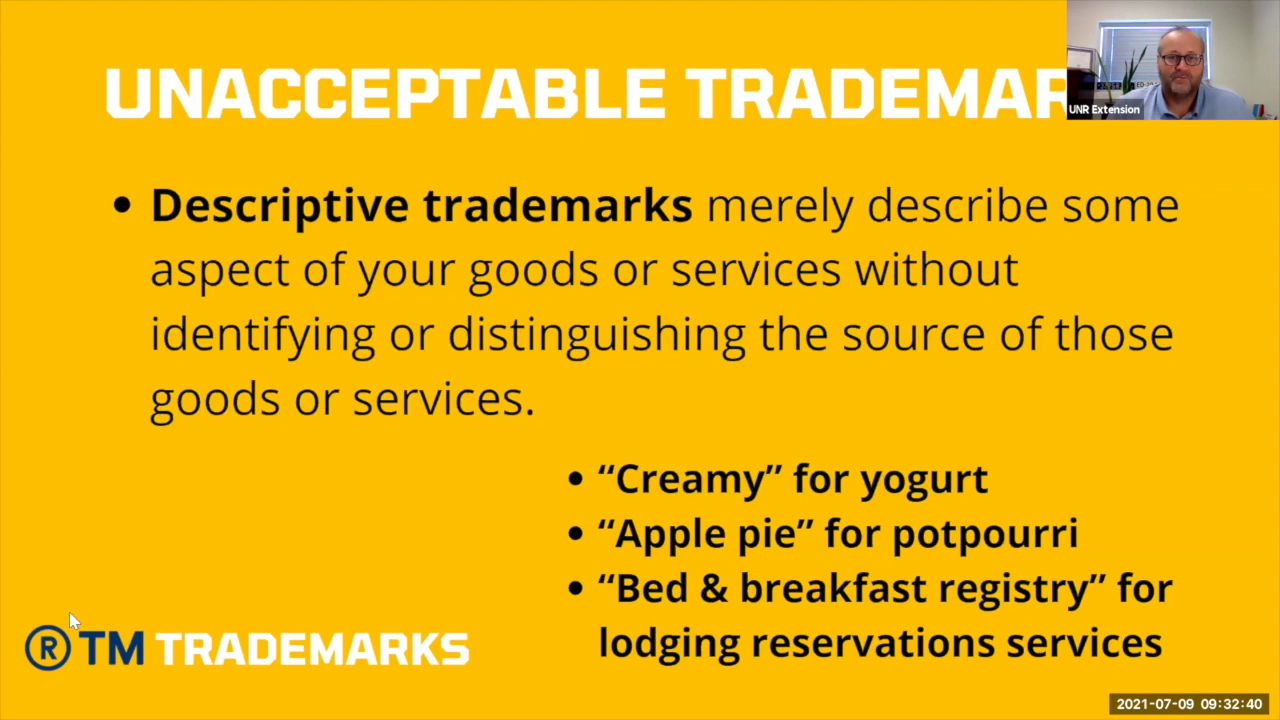 UNACCEPTABLE TRADEMAR
UNR Extension
• Descriptive trademarks merely describe some
aspect of your goods or services without
identifying or distinguishing the source of those
goods or services.
• “Creamy” for yogurt
• “Apple pie” for potpourri
• “Bed & breakfast registry” for
lodging reservations services
® TM TRADEMARKS
2021-07-09 09:32:40